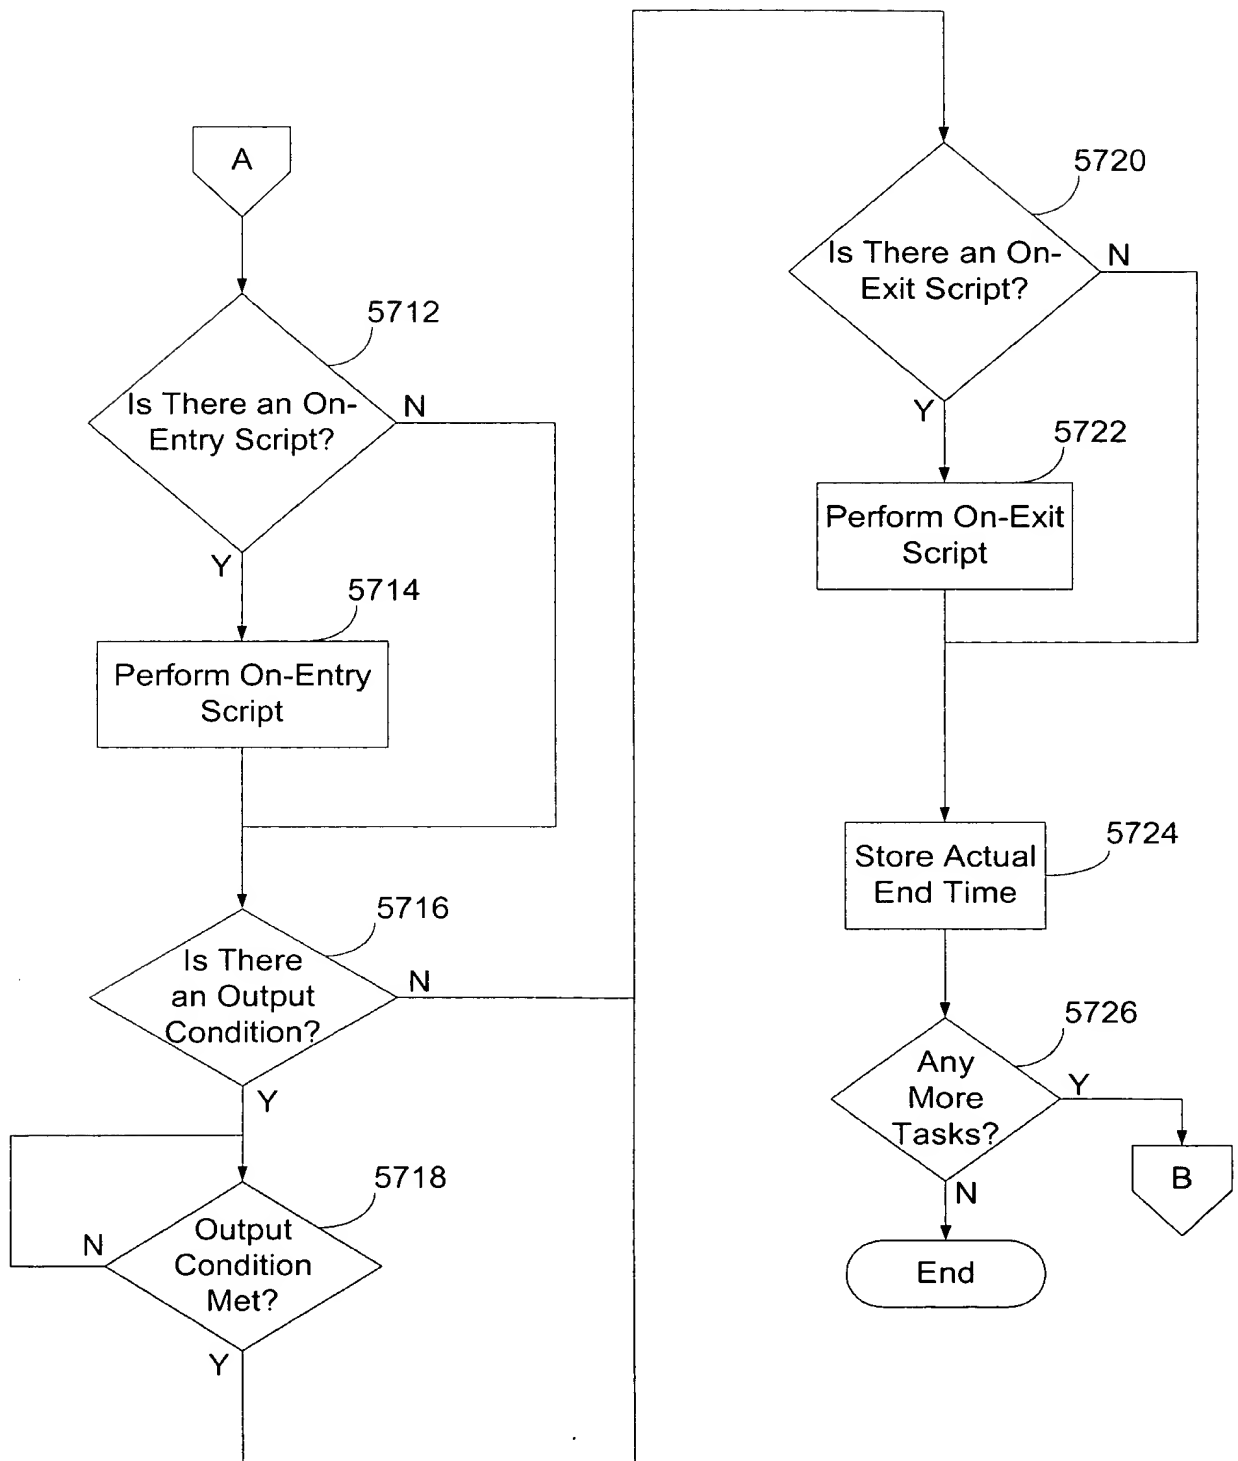 A
5712
Is There an On-
Entry Script?
N
Y
5714
Perform On-Entry
Script
5716
Is There
an Output
Condition?
N
Y
5718
Output
Condition
Met?
N
Y
5720
Is There an On-
Exit Script?
N
Y
5722
Perform On-Exit
Script
5724
Store Actual
End Time
5726
Any
More
Tasks?
Y
B
N
End